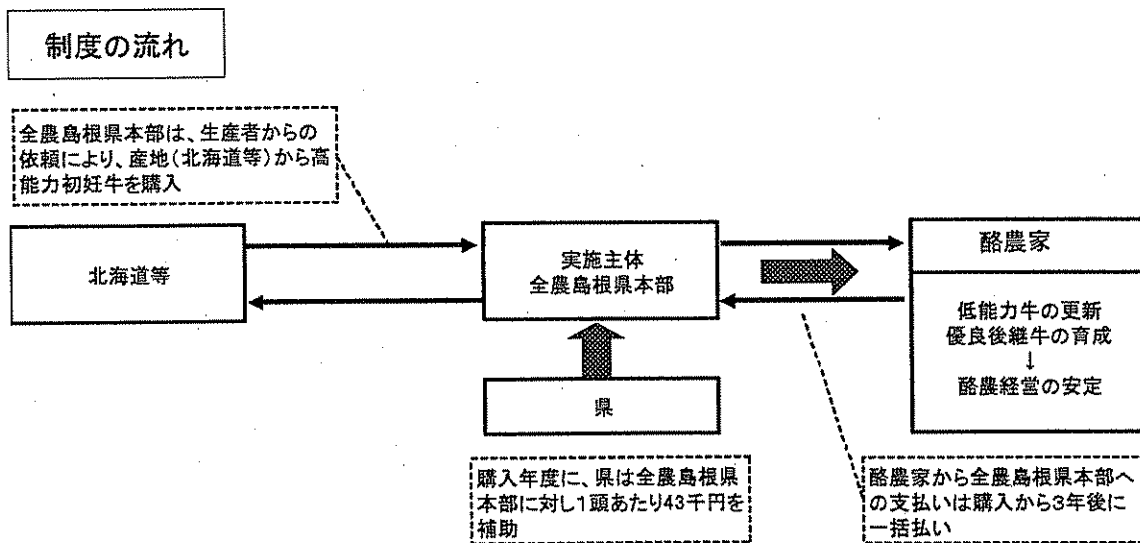 制度の流れ
全農島根県本部は、生産者からの
依頼により、産地(北海道等)から高
能力初妊牛を購入
北海道等
実施主体
全農島根県本部
酪農家
低能力牛の更新
優良後継牛の育成
↓
酪農経営の安定
県
購入年度に、県は全農島根県
本部に対し1頭あたり43千円を
補助
酪農家から全農島根県本部へ
の支払いは購入から3年後に
一括払い